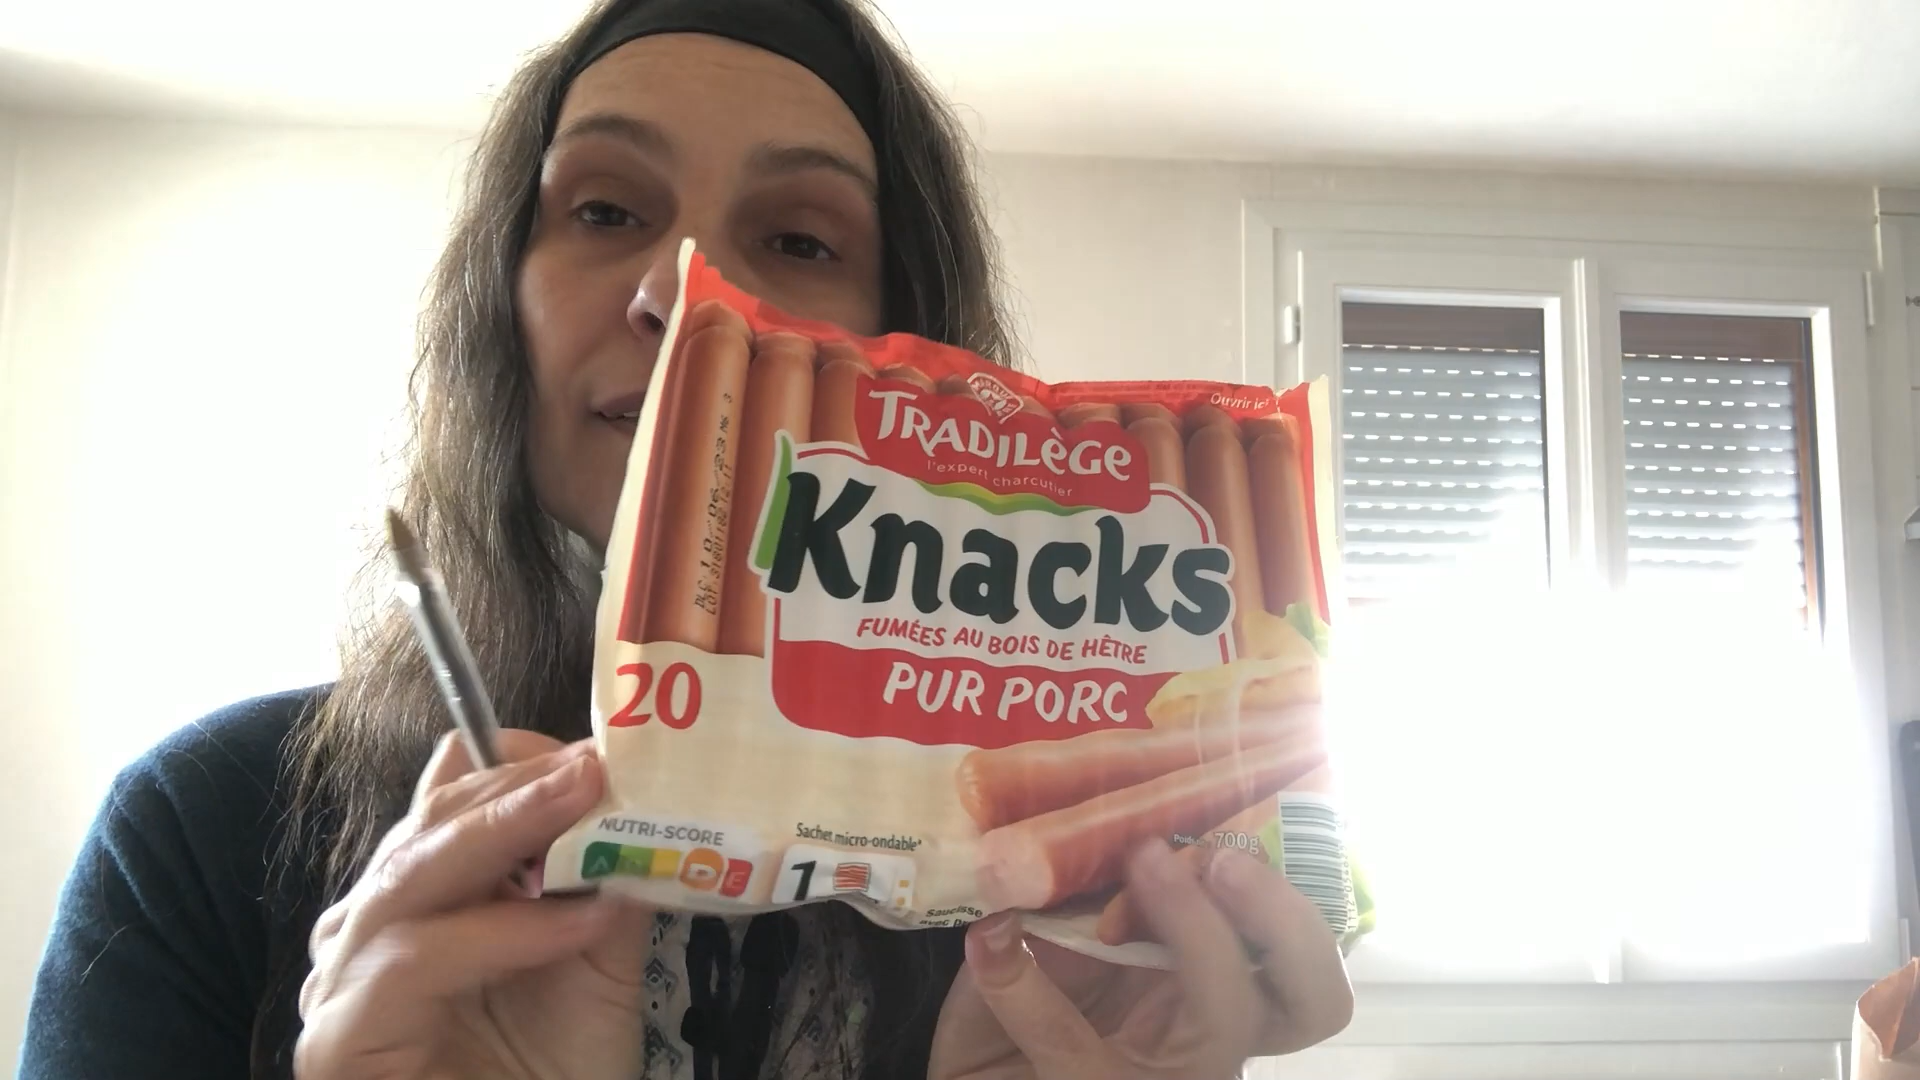 Ouvrir ici
TRADILÈGE
l'expert charcutier
Knacks
FUMÉES AU BOIS DE HÊTRE
PUR PORC
20
NUTRI-SCORE
D E
Sachet micro-ondable*
1
700g
Saucisse
avec